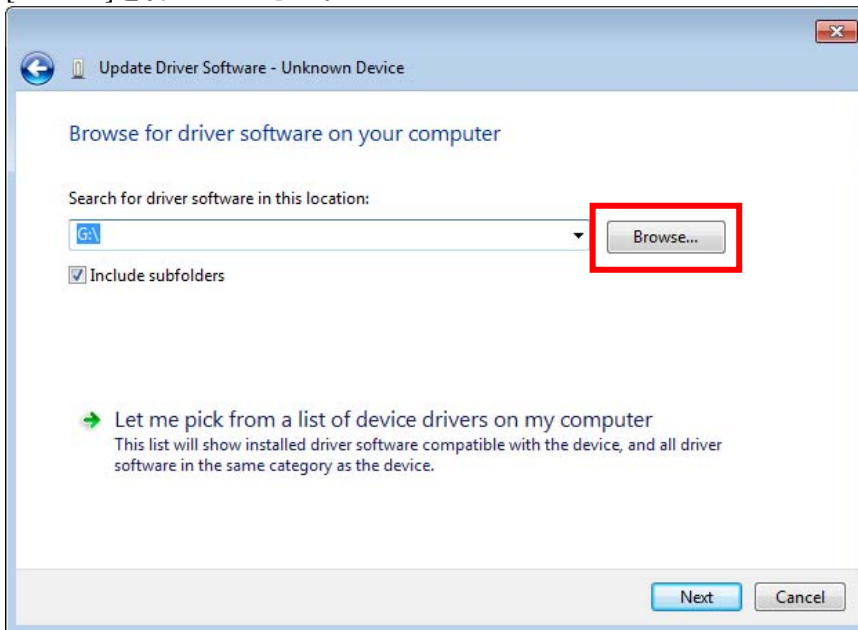 Update Driver Software - Unknown Device
Browse for driver software on your computer
Search for driver software in this location:
G:\
Browse...
Include subfolders
Let me pick from a list of device drivers on my computer
This list will show installed driver software compatible with the device, and all driver
software in the same category as the device.
Next
Cancel